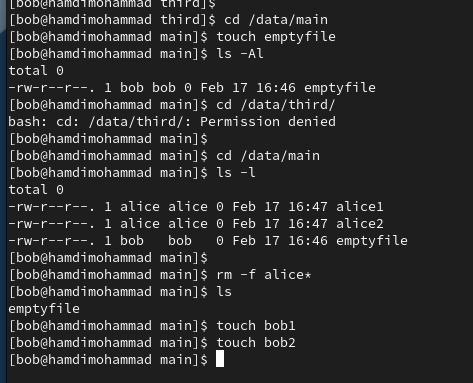 [bob@hamdimohammad third]$
[bob@hamdimohammad third]$ cd /data/main
[bob@hamdimohammad main]$ touch emptyfile
[bob@hamdimohammad main]$ ls -Al
total 0
-rw-r--r--. 1 bob bob 0 Feb 17 16:46 emptyfile
[bob@hamdimohammad main]$ cd /data/third/
bash: cd: /data/third/: Permission denied
[bob@hamdimohammad main]$
[bob@hamdimohammad main]$ cd /data/main
[bob@hamdimohammad main]$ ls -l
total 0
-rw-r--r--. 1 alice alice 0 Feb 17 16:47 alice1
-rw-r--r--. 1 alice alice 0 Feb 17 16:47 alice2
-rw-r--r--. 1 bob   bob   0 Feb 17 16:46 emptyfile
[bob@hamdimohammad main]$
[bob@hamdimohammad main]$ rm -f alice*
[bob@hamdimohammad main]$ ls
emptyfile
[bob@hamdimohammad main]$ touch bob1
[bob@hamdimohammad main]$ touch bob2
[bob@hamdimohammad main]$